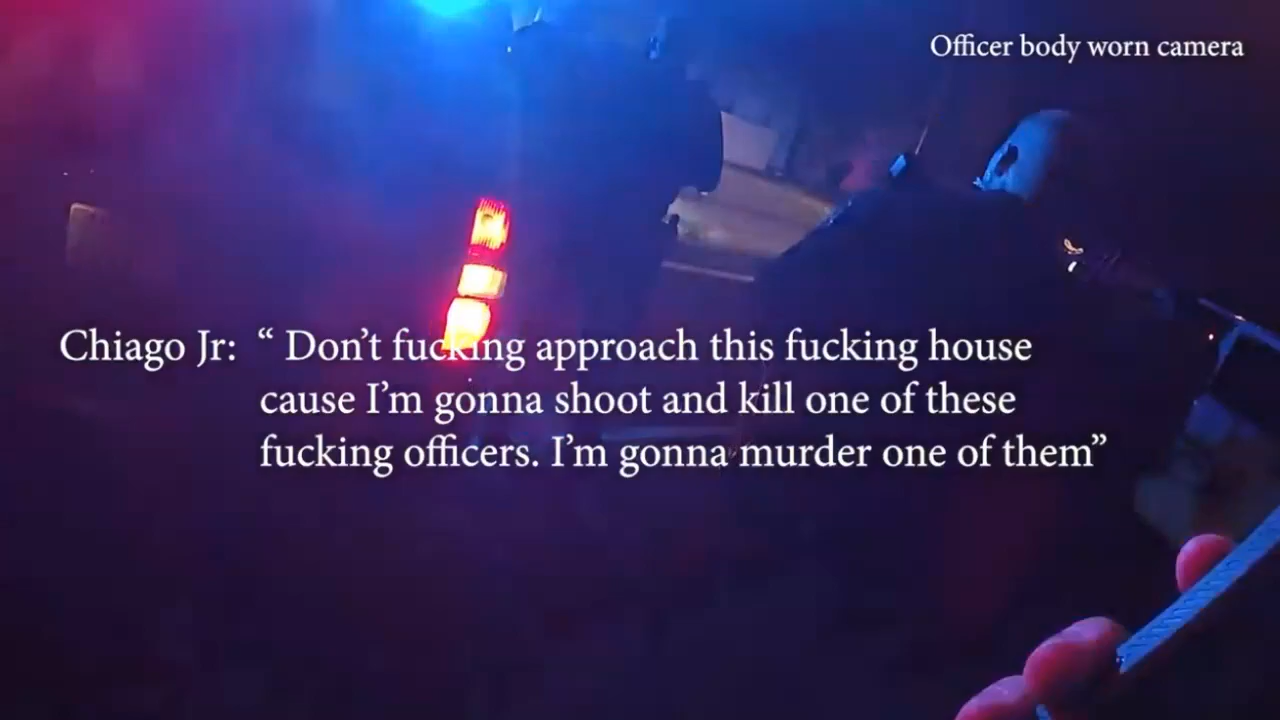 Officer body worn camera
Chiago Jr: “ Don’t fucking approach this fucking house
cause I’m gonna shoot and kill one of these
fucking officers. I’m gonna murder one of them”